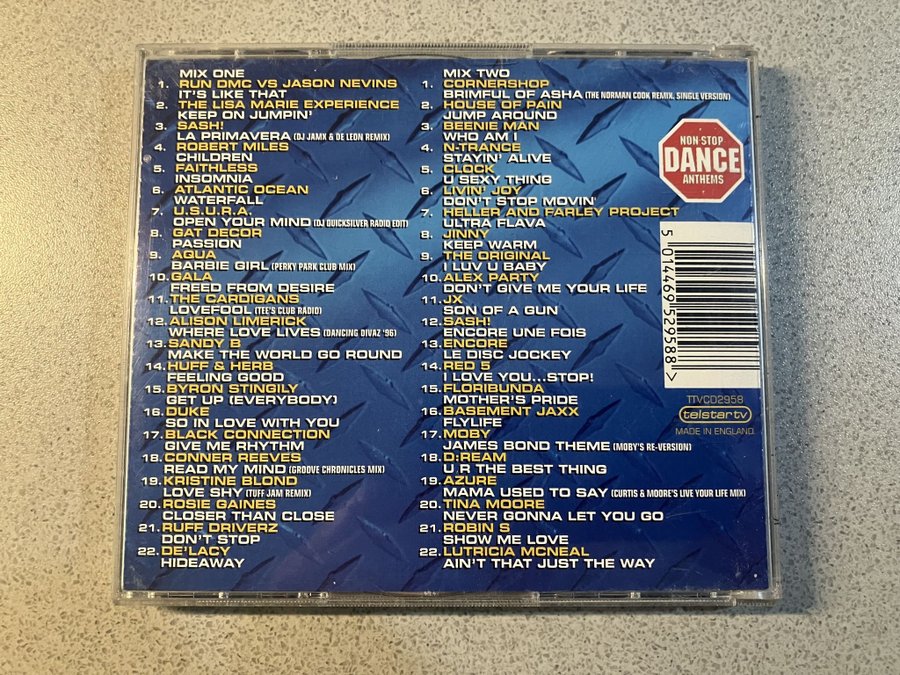 MIX ONE
1. RUN DMC VS JASON NEVINS
IT'S LIKE THAT
2. THE LISA MARIE EXPERIENCE
KEEP ON JUMPIN'
3. SASH!
LA PRIMAVERA (DJ JAMX & DE LEON REMIX)
4. ROBERT MILES
CHILDREN
5. FAITHLESS
INSOMNIA
6. ATLANTIC OCEAN
WATERFALL
7. U.S.U.R.A.
OPEN YOUR MIND (DJ QUICKSILVER RADIO EDIT)
8. GAT DECOR
PASSION
9. AQUA
BARBIE GIRL (PERKY PARK CLUB MIX)
10. GALA
FREED FROM DESIRE
11. THE CARDIGANS
LOVEFOOL (TEE'S CLUB RADIO)
12. ALISON LIMERICK
WHERE LOVE LIVES (DANCING DIVAZ '96)
13. SANDY B
MAKE THE WORLD GO ROUND
14. HUFF & HERB
FEELING GOOD
15. BYRON STINGILY
GET UP (EVERYBODY)
16. DUKE
SO IN LOVE WITH YOU
17. BLACK CONNECTION
GIVE ME RHYTHM
18. CONNER REEVES
READ MY MIND (GROOVE CHRONICLES MIX)
19. KRISTINE BLOND
LOVE SHY (TUFF JAM REMIX)
20. ROSIE GAINES
CLOSER THAN CLOSE
21. RUFF DRIVERZ
DON'T STOP
22. DE'LACY
HIDEAWAY
MIX TWO
1. CORNERSHOP
BRIMFUL OF ASHA (THE NORMAN COOK REMIX, SINGLE VERSION)
2. HOUSE OF PAIN
JUMP AROUND
3. BEENIE MAN
WHO AM I
4. N-TRANCE
STAYIN' ALIVE
5. CLOCK
U SEXY THING
6. LIVIN' JOY
DON'T STOP MOVIN'
7. HELLER AND FARLEY PROJECT
ULTRA FLAVA
8. JINNY
KEEP WARM
9. THE ORIGINAL
I LUV U BABY
10. ALEX PARTY
DON'T GIVE ME YOUR LIFE
11. JX
SON OF A GUN
12. SASH!
ENCORE UNE FOIS
13. ENCORE
LE DISC JOCKEY
14. RED 5
I LOVE YOU...STOP!
15. FLORIBUNDA
MOTHER'S PRIDE
16. BASEMENT JAXX
FLYLIFE
17. MOBY
JAMES BOND THEME (MOBY'S RE-VERSION)
18. D:REAM
U R THE BEST THING
19. AZURE
MAMA USED TO SAY (CURTIS & MOORE'S LIVE YOUR LIFE MIX)
20. TINA MOORE
NEVER GONNA LET YOU GO
21. ROBIN S
SHOW ME LOVE
22. LUTRICIA MCNEAL
AIN'T THAT JUST THE WAY
NON-STOP
DANCE
ANTHEMS
5 014469 529588 >
TTVCD2958
telstar tv
MADE IN ENGLAND